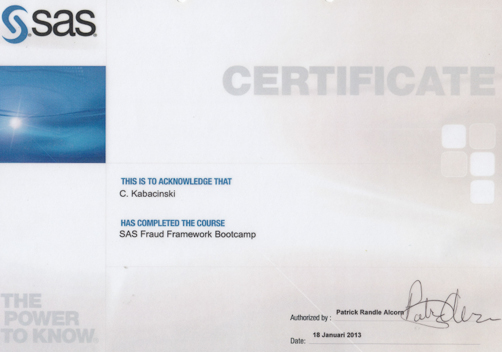 sas
CERTIFICATE
THIS IS TO ACKNOWLEDGE THAT
C. Kabacinski
HAS COMPLETED THE COURSE
SAS Fraud Framework Bootcamp
THE
POWER
TO KNOW.
Authorized by : Patrick Randle Alcorn
Date: 18 Januari 2013